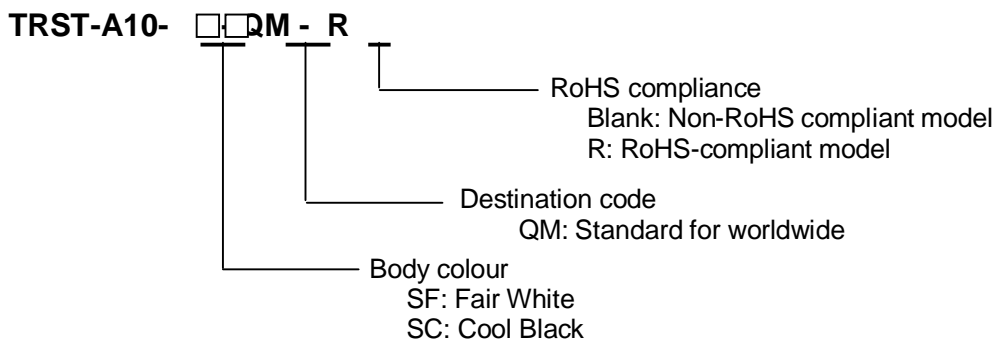 TRST-A10- □□-QM - R
RoHS compliance
Blank: Non-RoHS compliant model
R: RoHS-compliant model
Destination code
QM: Standard for worldwide
Body colour
SF: Fair White
SC: Cool Black